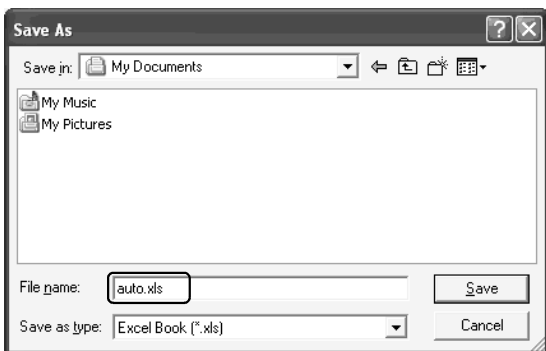 Save As
Save in: My Documents
My Music
My Pictures
File name: auto.xls Save
Save as type: Excel Book (*.xls) Cancel